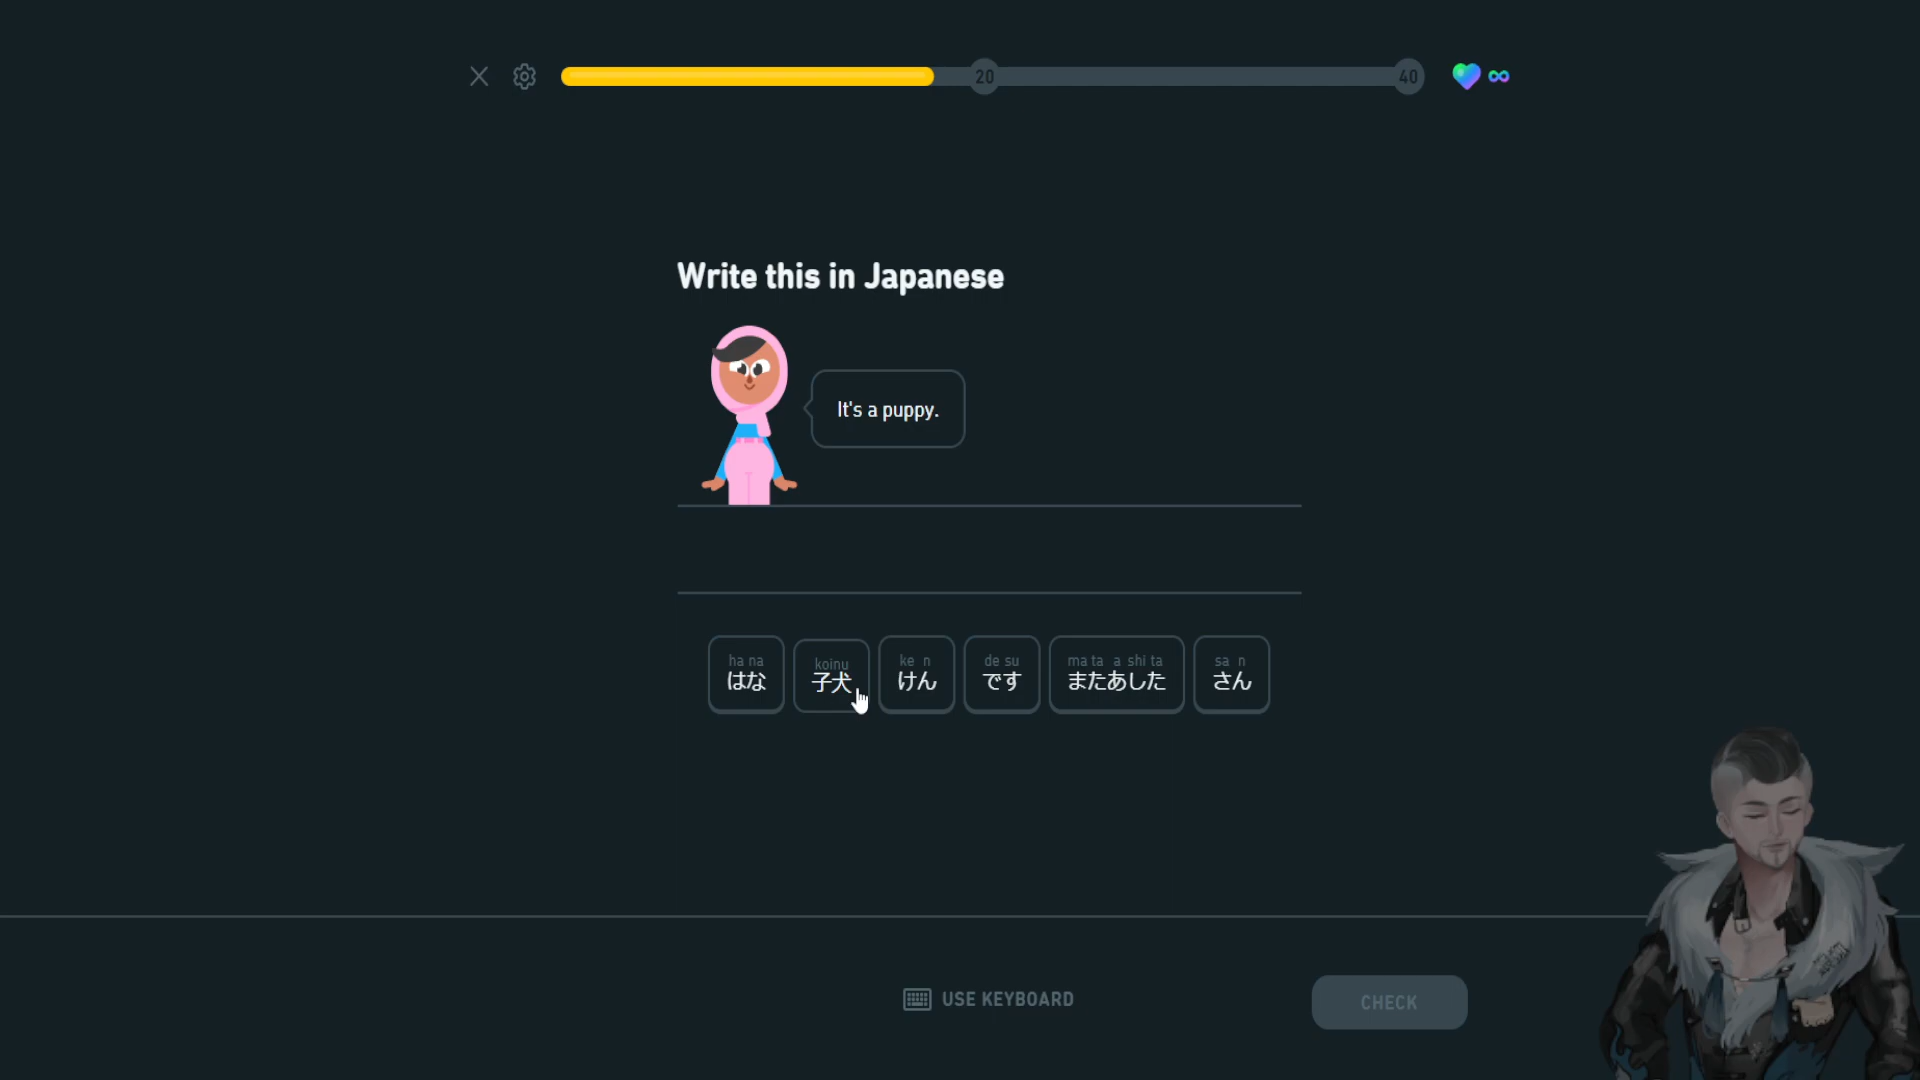 20
40
Write this in Japanese
It's a puppy.
ha na
はな
koinu
子犬
ke n
けん
de su
です
ma ta a shi ta
またあした
sa n
さん
USE KEYBOARD
CHECK